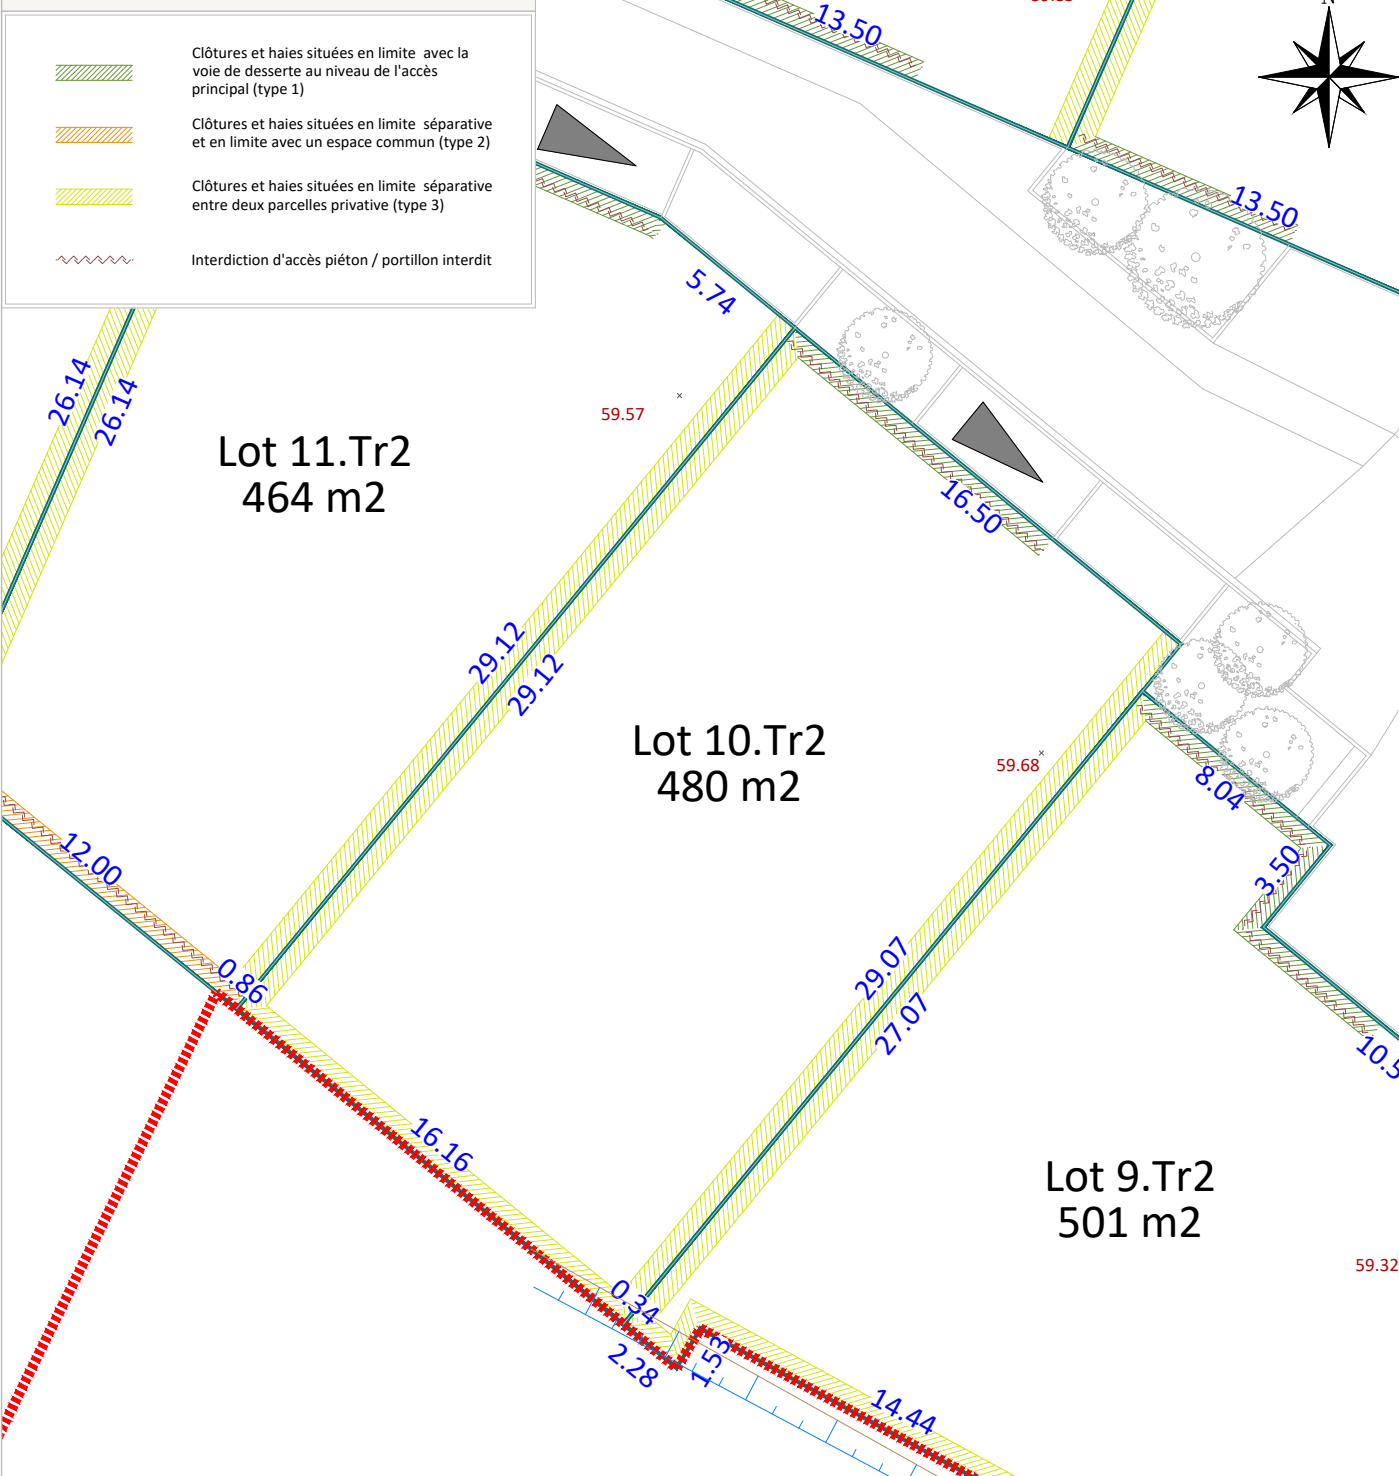 Clôtures et haies situées en limite  avec la
voie de desserte au niveau de l'accès
principal (type 1)
Clôtures et haies situées en limite  séparative
et en limite avec un espace commun (type 2)
Clôtures et haies situées en limite  séparative
entre deux parcelles privative (type 3)
Interdiction d'accès piéton / portillon interdit
13.50
N
13.50
5.74
26.14
26.14
59.57
Lot 11.Tr2
464 m2
16.50
29.12
29.12
Lot 10.Tr2
480 m2
59.68
8.04
3.50
12.00
0.86
29.07
27.07
10.5
16.16
Lot 9.Tr2
501 m2
59.32
0.34
2.28
1.53
14.44